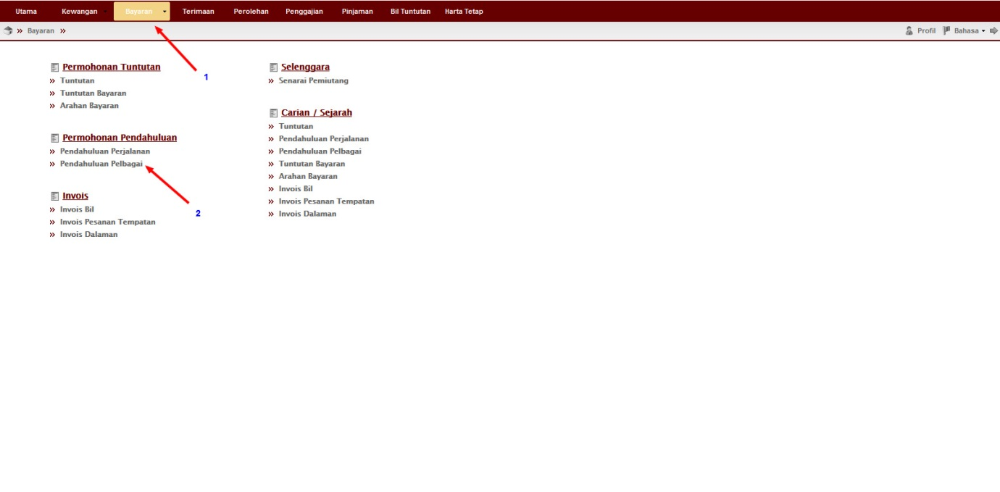 Utama Kewangan Bayaran Terimaan Perolehan Penggajian Pinjaman Bil Tuntutan Harta Tetap
» Bayaran » Profil Bahasa
1
Permohonan Tuntutan
» Tuntutan
» Tuntutan Bayaran
» Arahan Bayaran
Permohonan Pendahuluan
» Pendahuluan Perjalanan
» Pendahuluan Pelbagai
2
Invois
» Invois Bil
» Invois Pesanan Tempatan
» Invois Dalaman
Selenggara
» Senarai Pemiutang
Carian / Sejarah
» Tuntutan
» Pendahuluan Perjalanan
» Pendahuluan Pelbagai
» Tuntutan Bayaran
» Arahan Bayaran
» Invois Bil
» Invois Pesanan Tempatan
» Invois Dalaman